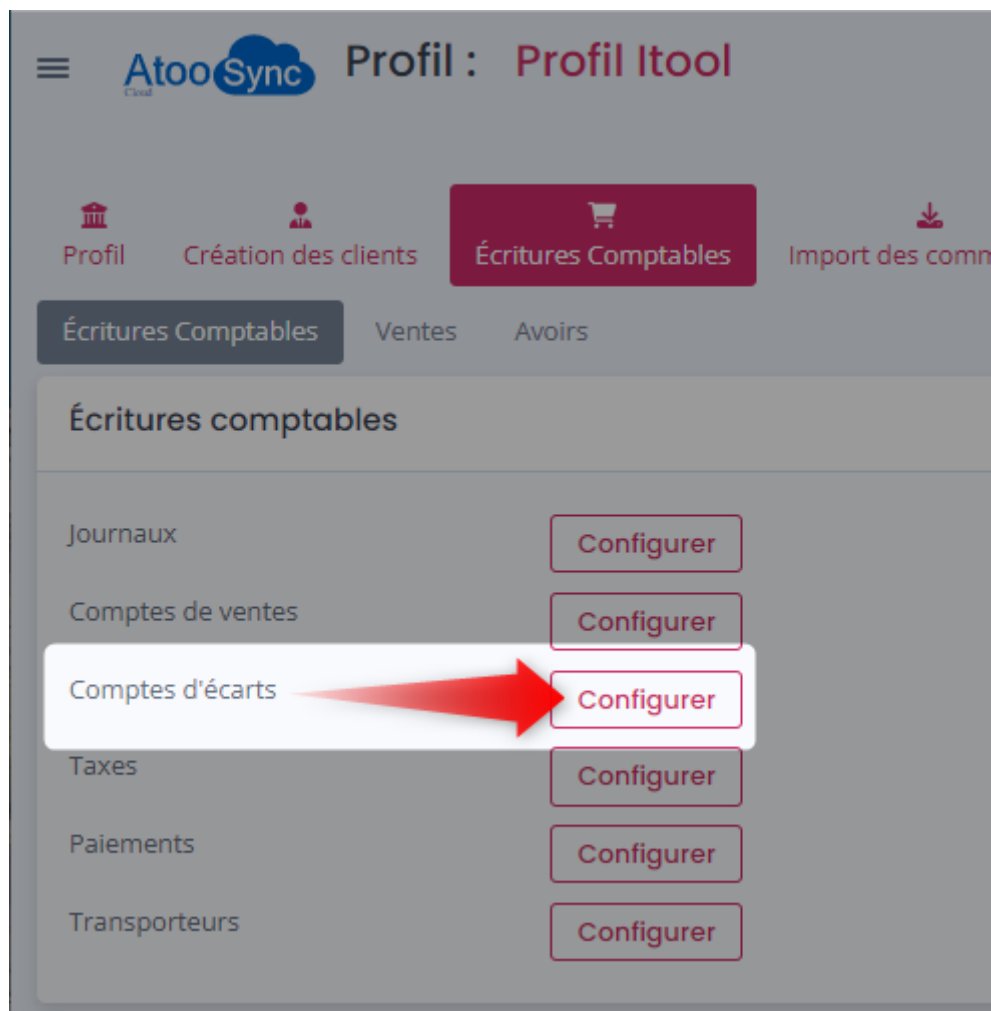 AtooSync Profil : Profil Itool
Cloud
Profil Création des clients Écritures Comptables Import des comm
Écritures Comptables Ventes Avoirs
Écritures comptables
Journaux Configurer
Comptes de ventes Configurer
Comptes d'écarts Configurer
Taxes Configurer
Paiements Configurer
Transporteurs Configurer